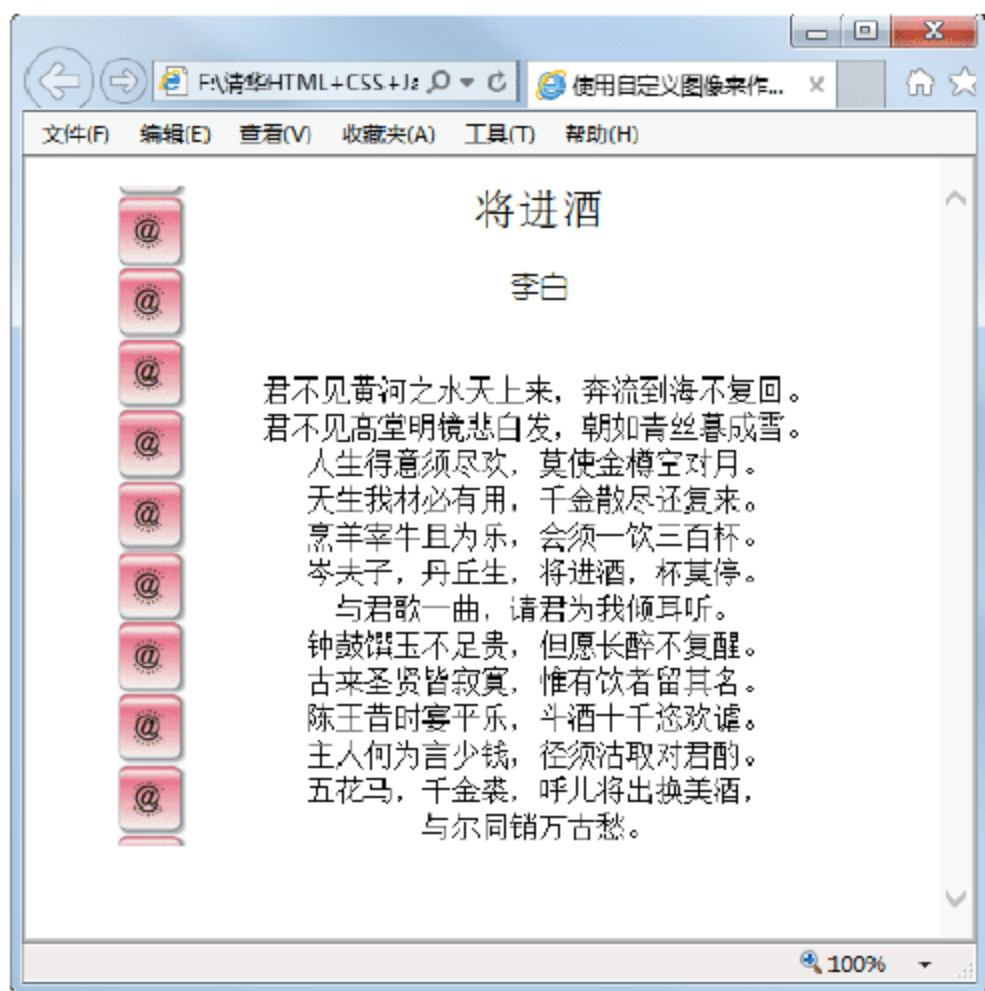 F:\清华HTML+CSS+Ja
使用自定义图像来作...
文件(F) 编辑(E) 查看(V) 收藏夹(A) 工具(T) 帮助(H)
将进酒
李白
君不见黄河之水天上来，奔流到海不复回。
君不见高堂明镜悲白发，朝如青丝暮成雪。
人生得意须尽欢，莫使金樽空对月。
天生我材必有用，千金散尽还复来。
烹羊宰牛且为乐，会须一饮三百杯。
岑夫子，丹丘生，将进酒，杯莫停。
与君歌一曲，请君为我倾耳听。
钟鼓馔玉不足贵，但愿长醉不复醒。
古来圣贤皆寂寞，惟有饮者留其名。
陈王昔时宴平乐，斗酒十千恣欢谑。
主人何为言少钱，径须沽取对君酌。
五花马，千金裘，呼儿将出换美酒，
与尔同销万古愁。
@
@
@
@
@
@
@
@
@
100%